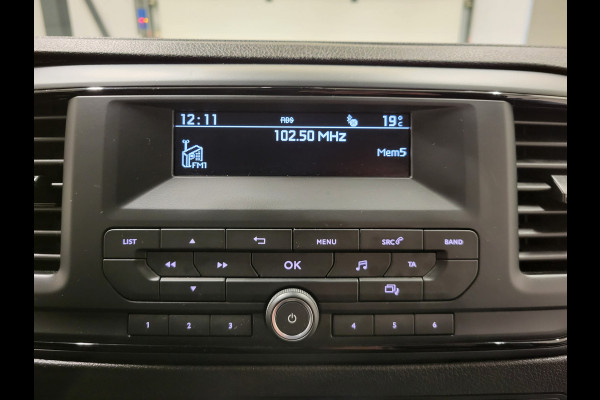 12:11 RDS 19°C
102.50 MHz
FM1 Mem5
LIST MENU SRC BAND
OK TA
1 2 3 4 5 6